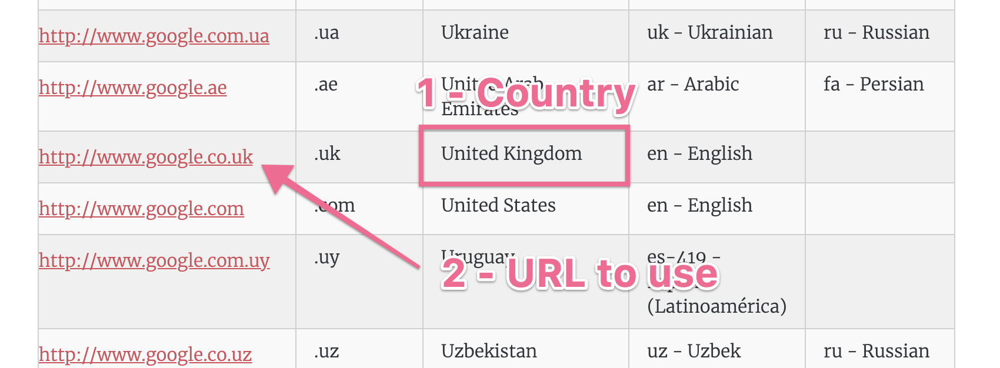 http://www.google.com.ua .ua Ukraine uk - Ukrainian ru - Russian
http://www.google.ae .ae United Arab Emirates ar - Arabic fa - Persian
1 - Country
http://www.google.co.uk .uk United Kingdom en - English
http://www.google.com .com United States en - English
http://www.google.com.uy .uy Uruguay es-419 -
2 - URL to use
(Latinoamérica)
http://www.google.co.uz .uz Uzbekistan uz - Uzbek ru - Russian